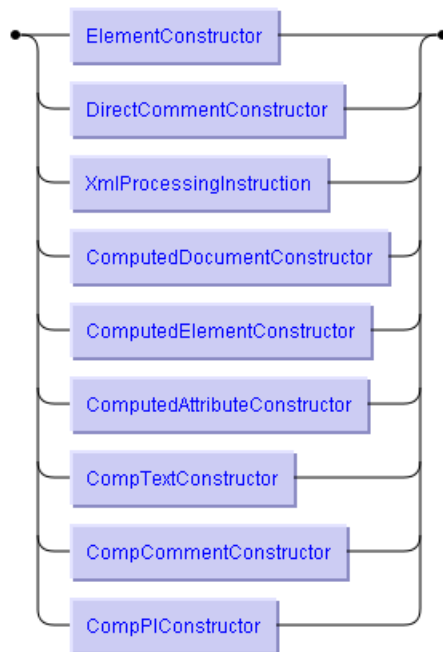 ElementConstructor
DirectCommentConstructor
XmlProcessingInstruction
ComputedDocumentConstructor
ComputedElementConstructor
ComputedAttributeConstructor
CompTextConstructor
CompCommentConstructor
CompPIConstructor